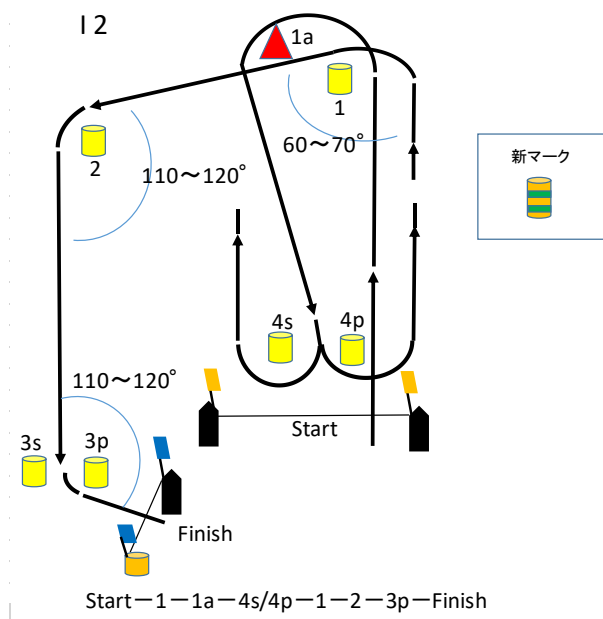 I 2
1a
1
60～70°
2
110～120°
新マーク
4s
4p
110～120°
Start
3s
3p
Finish
Start－1－1a－4s/4p－1－2－3p－Finish